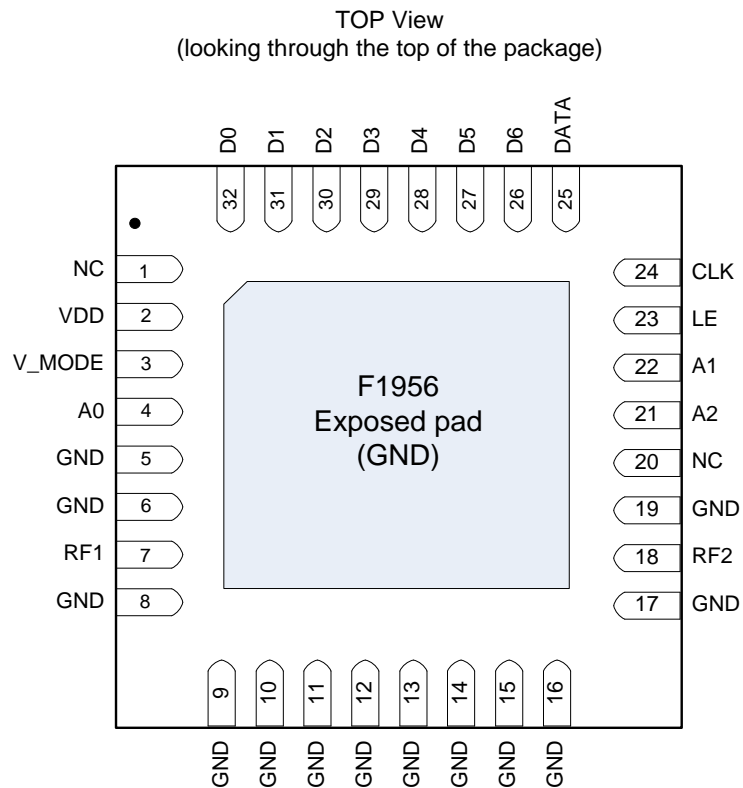 TOP View
(looking through the top of the package)
D0 D1 D2 D3 D4 D5 D6 DATA
32 31 30 29 28 27 26 25
NC 1
VDD 2
V_MODE 3
A0 4
GND 5
GND 6
RF1 7
GND 8
F1956
Exposed pad
(GND)
24 CLK
23 LE
22 A1
21 A2
20 NC
19 GND
18 RF2
17 GND
9 10 11 12 13 14 15 16
GND GND GND GND GND GND GND GND